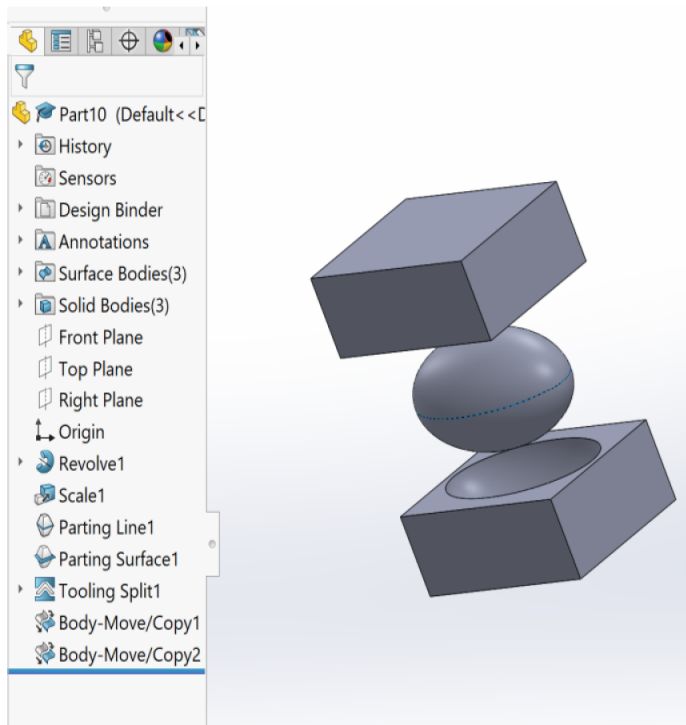 Part10 (Default<<D
History
Sensors
Design Binder
Annotations
Surface Bodies(3)
Solid Bodies(3)
Front Plane
Top Plane
Right Plane
Origin
Revolve1
Scale1
Parting Line1
Parting Surface1
Tooling Split1
Body-Move/Copy1
Body-Move/Copy2